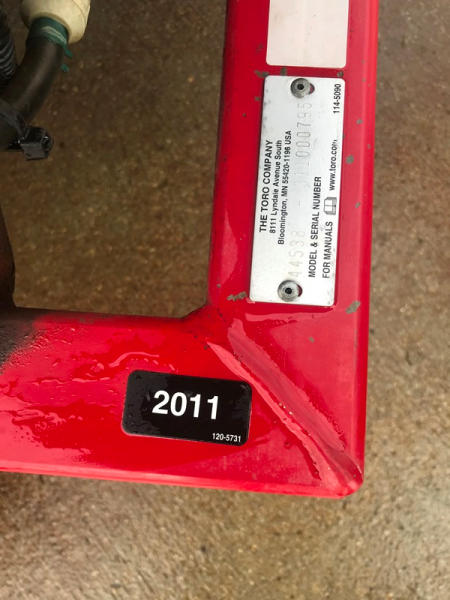 THE TORO COMPANY
8111 Lyndale Avenue South
Bloomington, MN 55420-1196 USA
MODEL & SERIAL NUMBER
FOR MANUALS www.toro.com
114-5090
2011
120-5731